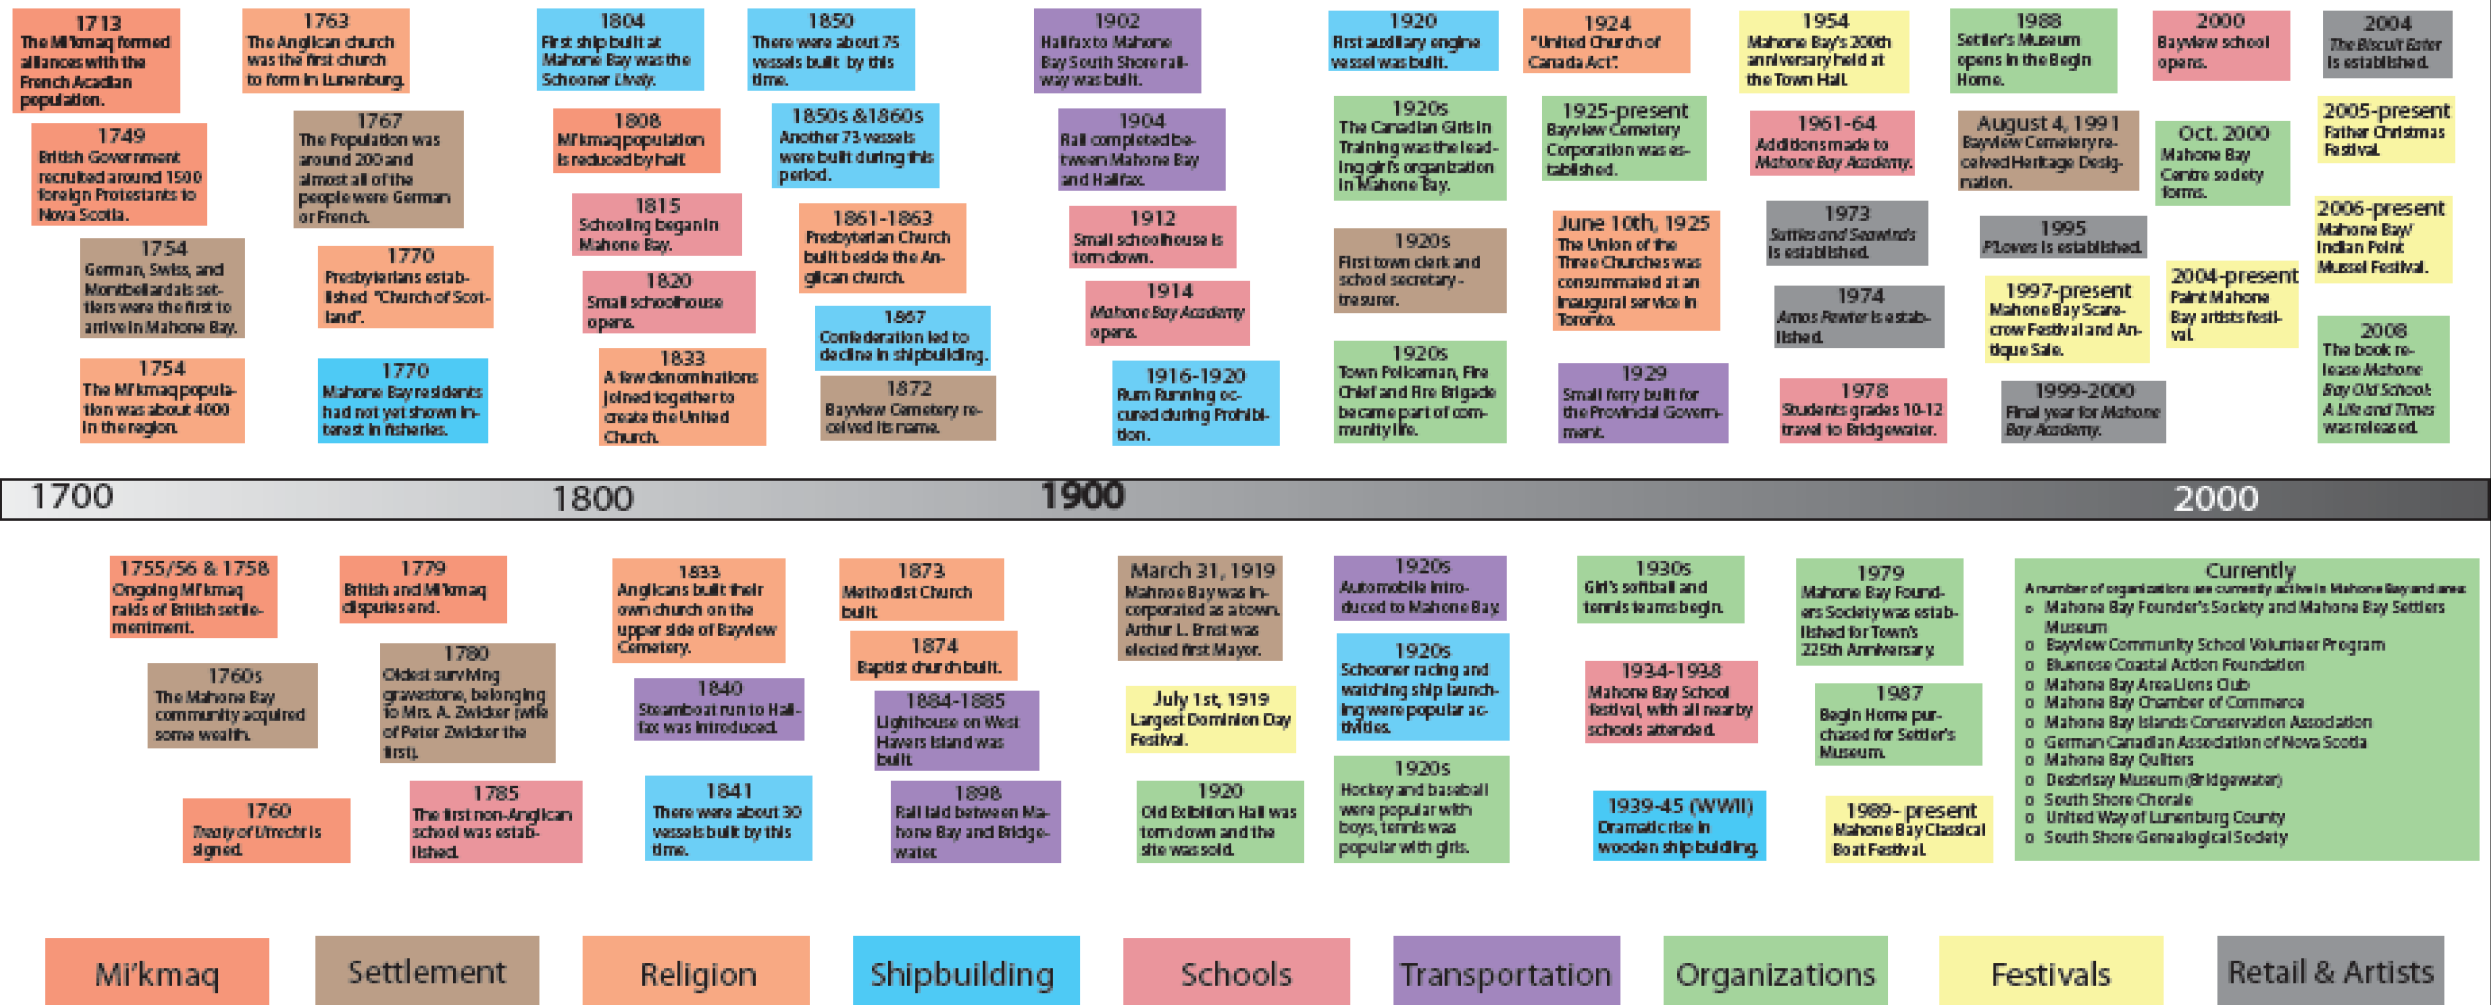 1713
The Mi'kmaq formed
alliances with the
French Acadian
population.
1749
British Government
recruited around 1500
foreign Protestants to
Nova Scotia.
1754
German, Swiss, and
Montbeliardais set-
tlers were the first to
arrive in Mahone Bay.
1754
The Mi'kmaq popula-
tion was about 4000
in the region.
1763
The Anglican church
was the first church
to form in Lunenburg.
1767
The Population was
around 200 and
almost all of the
people were German
or French.
1770
Presbyterians estab-
lished "Church of Scot-
land".
1770
Mahone Bay residents
had not yet shown in-
terest in fisheries.
1804
First ship built at
Mahone Bay was the
Schooner Lively.
1808
Mi'kmaq population
is reduced by half.
1815
Schooling began in
Mahone Bay.
1820
Small schoolhouse
opens.
1833
A few denominations
joined together to
create the United
Church.
1850
There were about 75
vessels built by this
time.
1850s &1860s
Another 73 vessels
were built during this
period.
1861-1863
Presbyterian Church
built beside the An-
glican church.
1867
Confederation led to
decline in shipbuilding.
1872
Bayview Cemetery re-
ceived its name.
1902
Halifax to Mahone
Bay South Shore rail-
way was built.
1904
Rail completed be-
tween Mahone Bay
and Halifax.
1912
Small schoolhouse is
torn down.
1914
Mahone Bay Academy
opens.
1916-1920
Rum Running oc-
cured during Prohibi-
tion.
1920
First auxiliary engine
vessel was built.
1920s
The Canadian Girls in
Training was the lead-
ing girl's organization
in Mahone Bay.
1920s
First town clerk and
school secretary -
tresurer.
1920s
Town Policeman, Fire
Chief and Fire Brigade
became part of com-
munity life.
1924
"United Church of
Canada Act".
1925-present
Bayview Cemetery
Corporation was es-
tablished.
June 10th, 1925
The Union of the
Three Churches was
consummated at an
inaugural service in
Toronto.
1929
Small ferry built for
the Provincial Govern-
ment.
1954
Mahone Bay's 200th
anniversary held at
the Town Hall.
1961-64
Additions made to
Mahone Bay Academy.
1973
Suttles and Seawinds
is established.
1974
Amos Pewter is estab-
lished.
1978
Students grades 10-12
travel to Bridgewater.
1988
Settler's Museum
opens in the Begin
Home.
August 4, 1991
Bayview Cemetery re-
ceived Heritage Desig-
nation.
1995
P'Loves is established.
1997-present
Mahone Bay Scare-
crow Festival and An-
tique Sale.
1999-2000
Final year for Mahone
Bay Academy.
2000
Bayview school
opens.
Oct. 2000
Mahone Bay
Centre society
forms.
2004-present
Paint Mahone
Bay artists festi-
val.
2004
The Biscuit Eater
is established.
2005-present
Father Christmas
Festival.
2006-present
Mahone Bay/
Indian Point
Mussel Festival.
2008
The book re-
lease Mahone
Bay Old School:
A Life and Times
was released.
1700
1800
1900
2000
1755/56 & 1758
Ongoing Mi'kmaq
raids of British settle-
mentment.
1760s
The Mahone Bay
community acquired
some wealth.
1760
Treaty of Utrecht is
signed.
1779
British and Mi'kmaq
disputes end.
1780
Oldest surviving
gravestone, belonging
to Mrs. A. Zwicker (wife
of Peter Zwicker the
first).
1785
The first non-Anglican
school was estab-
lished.
1833
Anglicans built their
own church on the
upper side of Bayview
Cemetery.
1840
Steamboat run to Hali-
fax was introduced.
1841
There were about 30
vessels built by this
time.
1873
Methodist Church
built.
1874
Baptist church built.
1884-1885
Lighthouse on West
Havers Island was
built.
1898
Rail laid between Ma-
hone Bay and Bridge-
water.
March 31, 1919
Mahnoe Bay was in-
corporated as a town.
Arthur L. Ernst was
elected first Mayor.
July 1st, 1919
Largest Dominion Day
Festival.
1920
Old Exibition Hall was
torn down and the
site was sold.
1920s
Automobile intro-
duced to Mahone Bay.
1920s
Schooner racing and
watching ship launch-
ing were popular ac-
tivities.
1920s
Hockey and baseball
were popular with
boys, tennis was
popular with girls.
1930s
Girl's softball and
tennis teams begin.
1934-1938
Mahone Bay School
festival, with all nearby
schools attended.
1939-45 (WWII)
Dramatic rise in
wooden ship building.
1979
Mahone Bay Found-
ers Society was estab-
lished for Town's
225th Anniversary.
1987
Begin Home pur-
chased for Settler's
Museum.
1989- present
Mahone Bay Classical
Boat Festival.
Currently
A number of organizations are currently active in Mahone Bay and area:
o Mahone Bay Founder's Society and Mahone Bay Settlers
Museum
o Bayview Community School Volunteer Program
o Bluenose Coastal Action Foundation
o Mahone Bay Area Lions Club
o Mahone Bay Chamber of Commerce
o Mahone Bay Islands Conservation Association
o German Canadian Association of Nova Scotia
o Mahone Bay Quilters
o Desbrisay Museum (Bridgewater)
o South Shore Chorale
o United Way of Lunenburg County
o South Shore Genealogical Society
Mi'kmaq
Settlement
Religion
Shipbuilding
Schools
Transportation
Organizations
Festivals
Retail & Artists